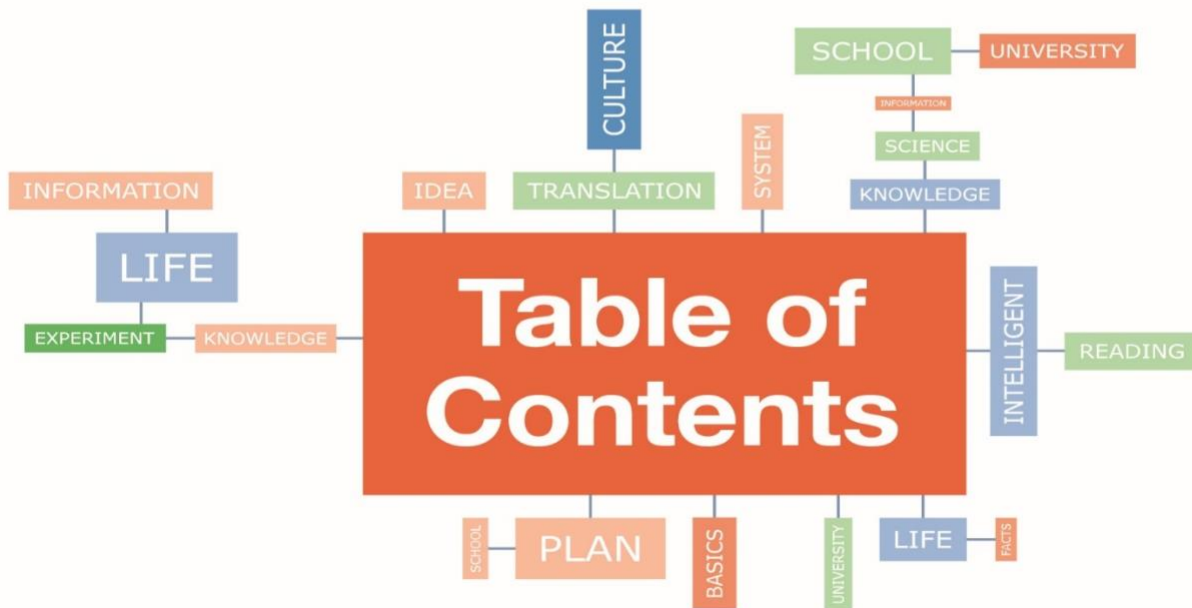 CULTURE
SCHOOL
UNIVERSITY
INFORMATION
SYSTEM
SCIENCE
INFORMATION
IDEA
TRANSLATION
KNOWLEDGE
LIFE
Table of
Contents
INTELLIGENT
EXPERIMENT
KNOWLEDGE
READING
SCHOOL
PLAN
BASICS
UNIVERSITY
LIFE
FACTS